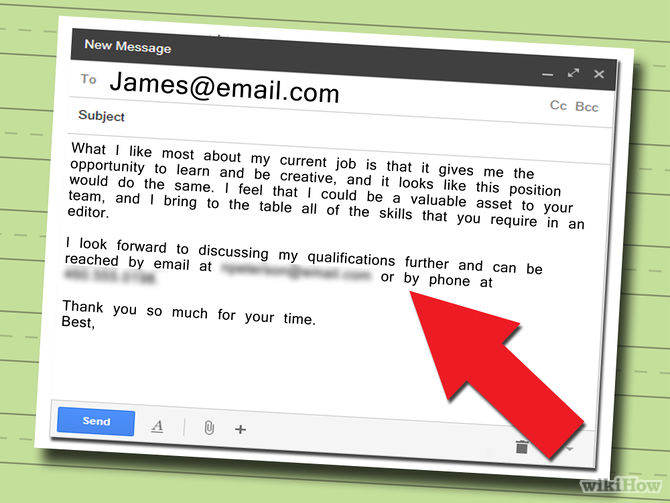 New Message
To James@email.com
Cc Bcc
Subject
What I like most about my current job is that it gives me the
opportunity to learn and be creative, and it looks like this position
would do the same. I feel that I could be a valuable asset to your
team, and I bring to the table all of the skills that you require in an
editor.
I look forward to discussing my qualifications further and can be
reached by email at or by phone at
Thank you so much for your time.
Best,
Send
A
wikiHow